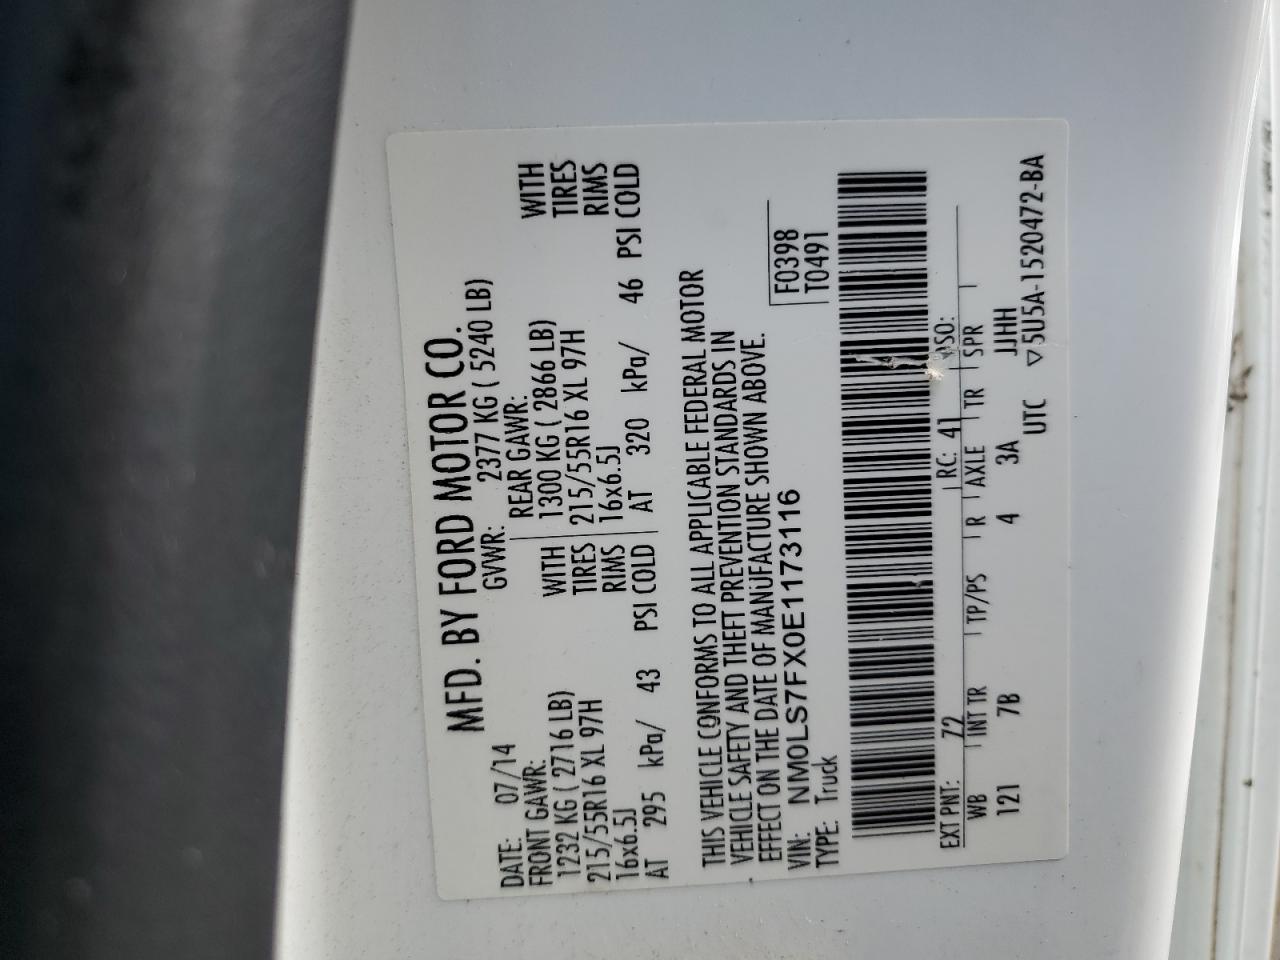 MFD. BY FORD MOTOR CO.
DATE: 07/14 GVWR: 2377 KG ( 5240 LB)
FRONT GAWR: REAR GAWR:
1232 KG ( 2716 LB) WITH 1300 KG ( 2866 LB) WITH
215/55R16 XL 97H TIRES 215/55R16 XL 97H TIRES
16x6.5J RIMS 16x6.5J RIMS
AT 295 kPa/ 43 PSI COLD AT 320 kPa/ 46 PSI COLD
THIS VEHICLE CONFORMS TO ALL APPLICABLE FEDERAL MOTOR
VEHICLE SAFETY AND THEFT PREVENTION STANDARDS IN
EFFECT ON THE DATE OF MANUFACTURE SHOWN ABOVE.
VIN: NM0LS7FX0E1173116 F0398
TYPE: Truck T0491
EXT PNT: 72 RC: 41 DSO:
WB INT TR TP/PS R AXLE TR SPR
121 7B 4 3A JJHH
UTC ▽5U5A-1520472-BA